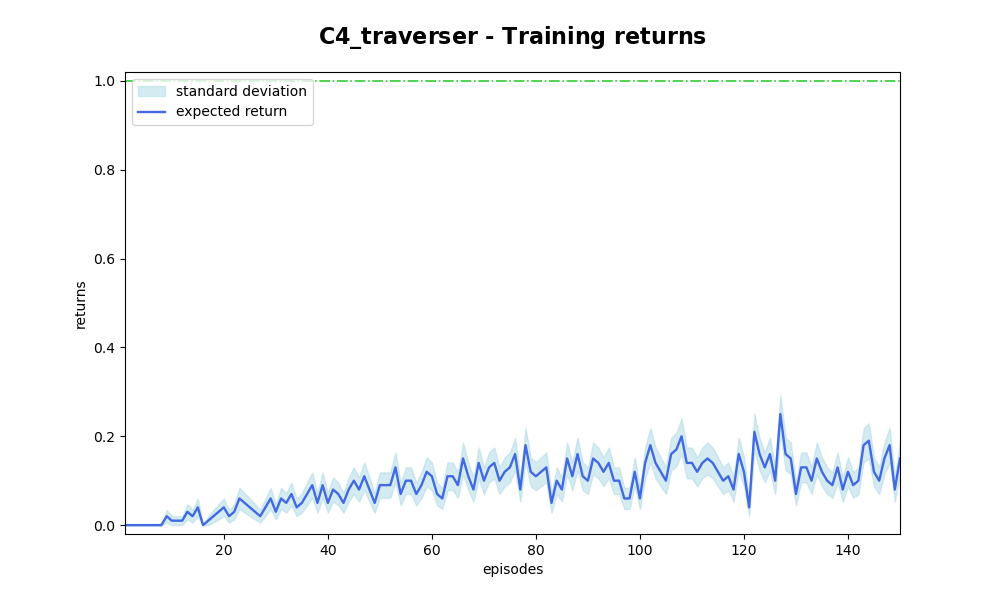 C4_traverser - Training returns
1.0
standard deviation
expected return
0.8
0.6
returns
0.4
0.2
0.0
20 40 60 80 100 120 140
episodes